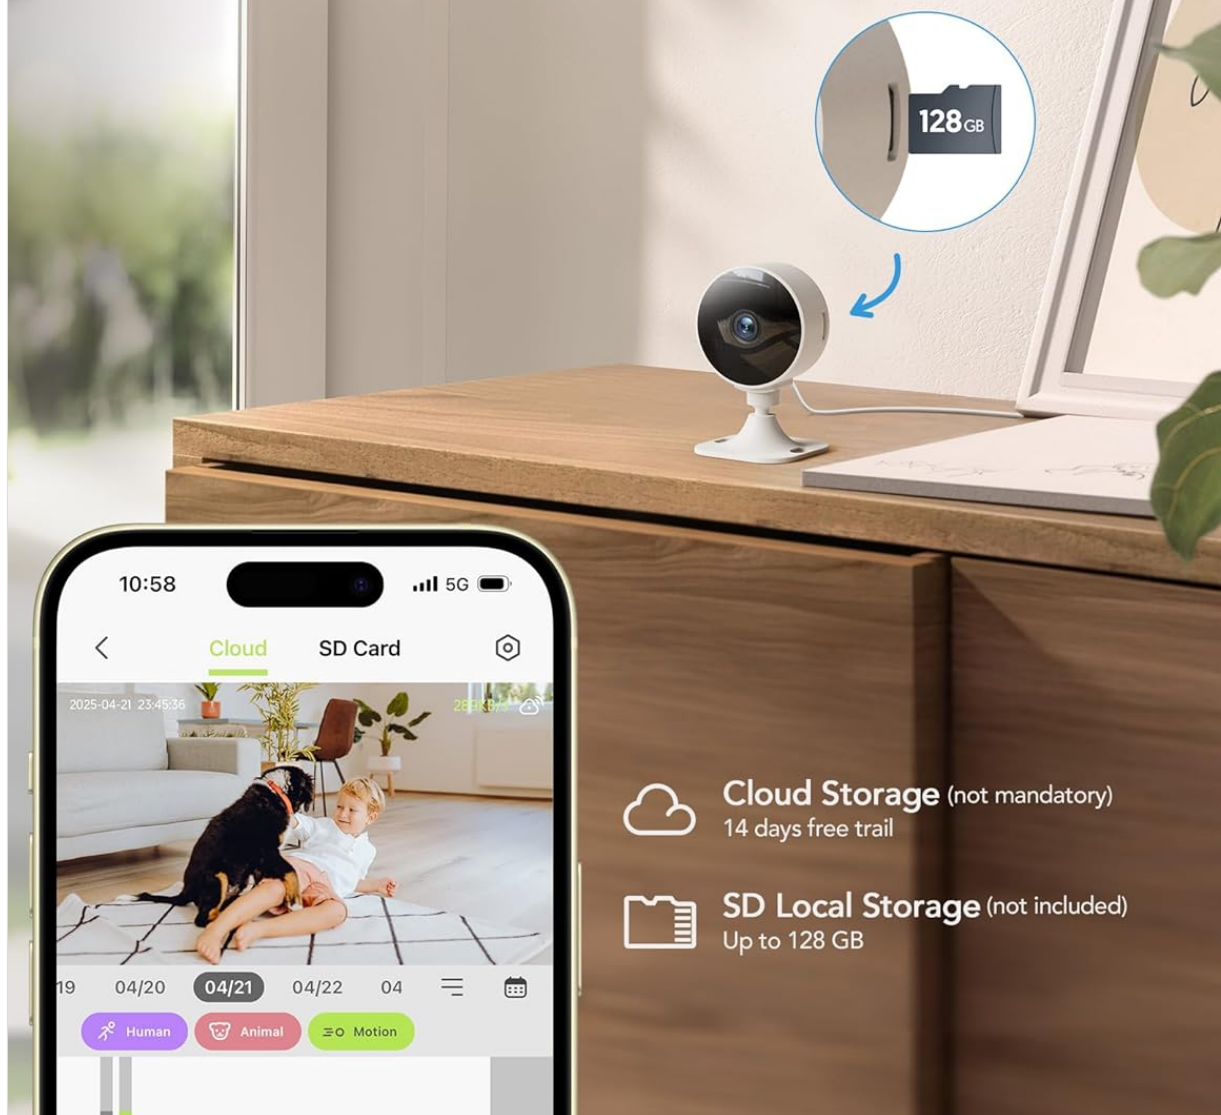 128GB
10:58
5G
Cloud SD Card
2025-04-21 23:45:36
Cloud Storage (not mandatory)
14 days free trail
SD Local Storage (not included)
Up to 128 GB
19 04/20 04/21 04/22 04
Human Animal Motion